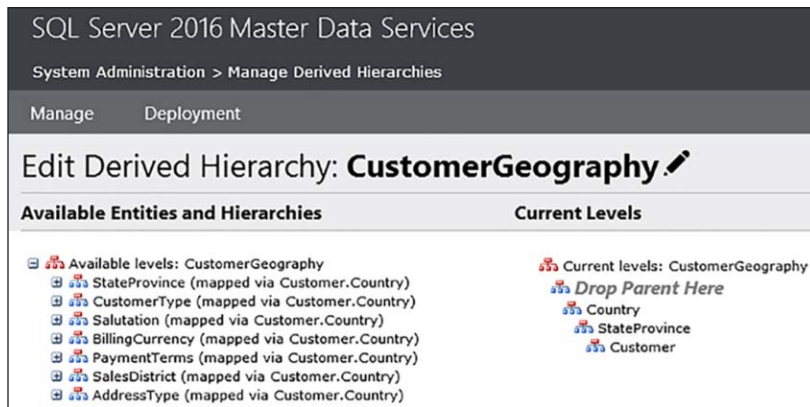 SQL Server 2016 Master Data Services
System Administration > Manage Derived Hierarchies
Manage Deployment
Edit Derived Hierarchy: CustomerGeography
Available Entities and Hierarchies
Available levels: CustomerGeography
StateProvince (mapped via Customer.Country)
CustomerType (mapped via Customer.Country)
Salutation (mapped via Customer.Country)
BillingCurrency (mapped via Customer.Country)
PaymentTerms (mapped via Customer.Country)
SalesDistrict (mapped via Customer.Country)
AddressType (mapped via Customer.Country)
Current Levels
Current levels: CustomerGeography
Drop Parent Here
Country
StateProvince
Customer